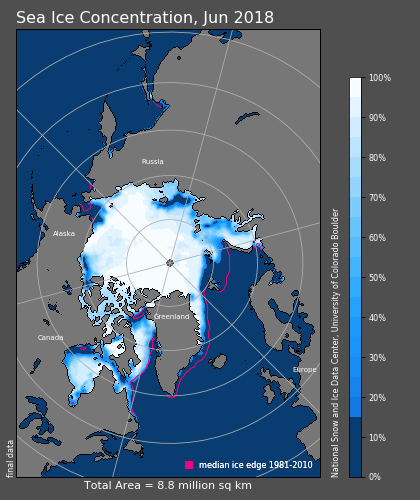 Sea Ice Concentration, Jun 2018
Russia
Alaska
Greenland
Canada
Europe
median ice edge 1981-2010
final data
Total Area = 8.8 million sq km
100%
90%
80%
70%
60%
50%
40%
30%
20%
10%
0%
National Snow and Ice Data Center, University of Colorado Boulder